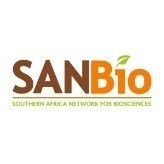 SANBio
SOUTHERN AFRICA NETWORK FOR BIOSCIENCES